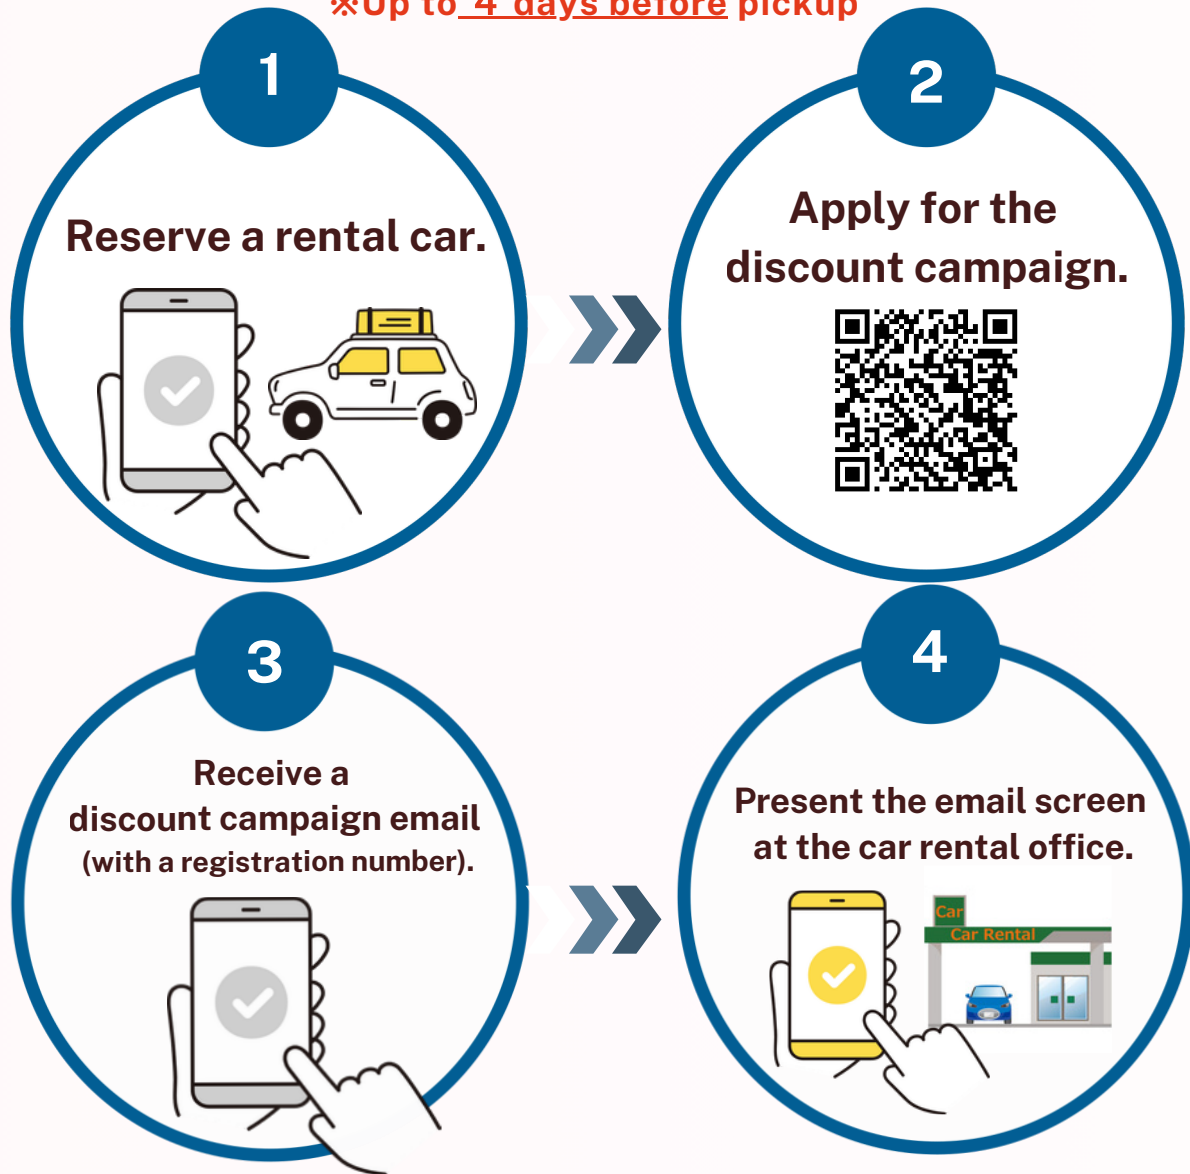 ※Up to 4 days before pickup
1
Reserve a rental car.
2
Apply for the
discount campaign.
3
Receive a
discount campaign email
(with a registration number).
4
Present the email screen
at the car rental office.
Car
Car Rental